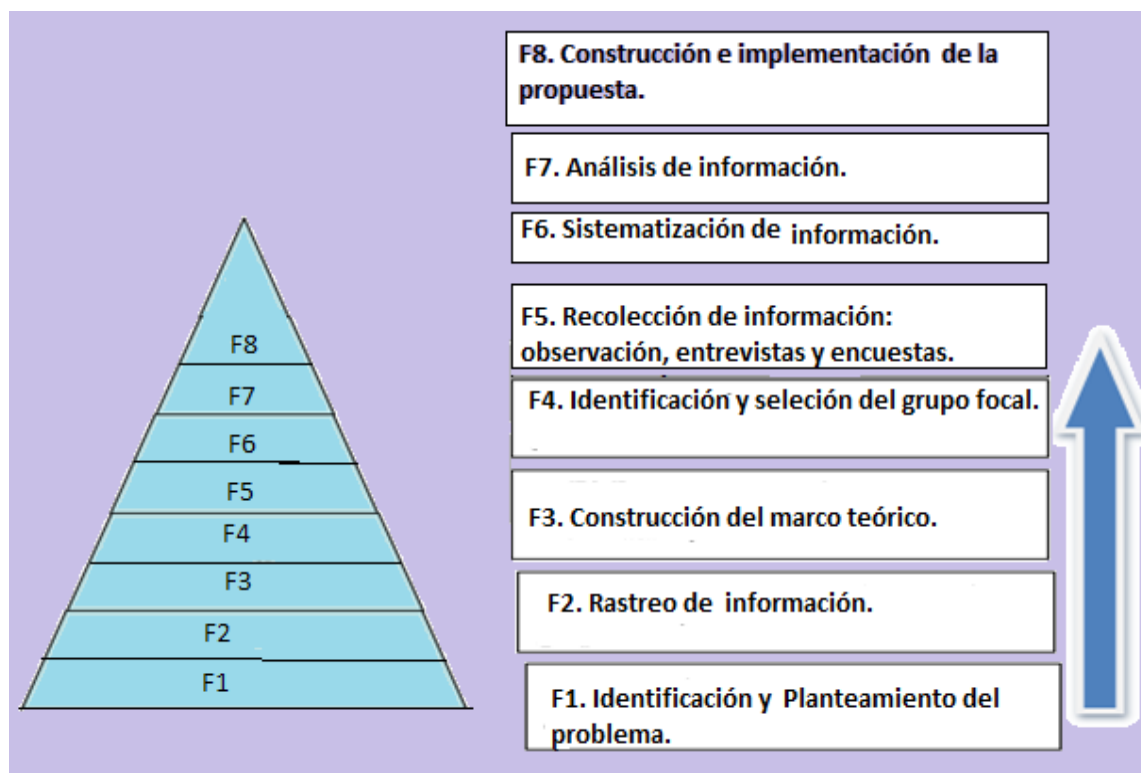 F8
F7
F6
F5
F4
F3
F2
F1
F8. Construcción e implementación de la
propuesta.
F7. Análisis de información.
F6. Sistematización de información.
F5. Recolección de información:
observación, entrevistas y encuestas.
F4. Identificación y seleción del grupo focal.
F3. Construcción del marco teórico.
F2. Rastreo de información.
F1. Identificación y Planteamiento del
problema.